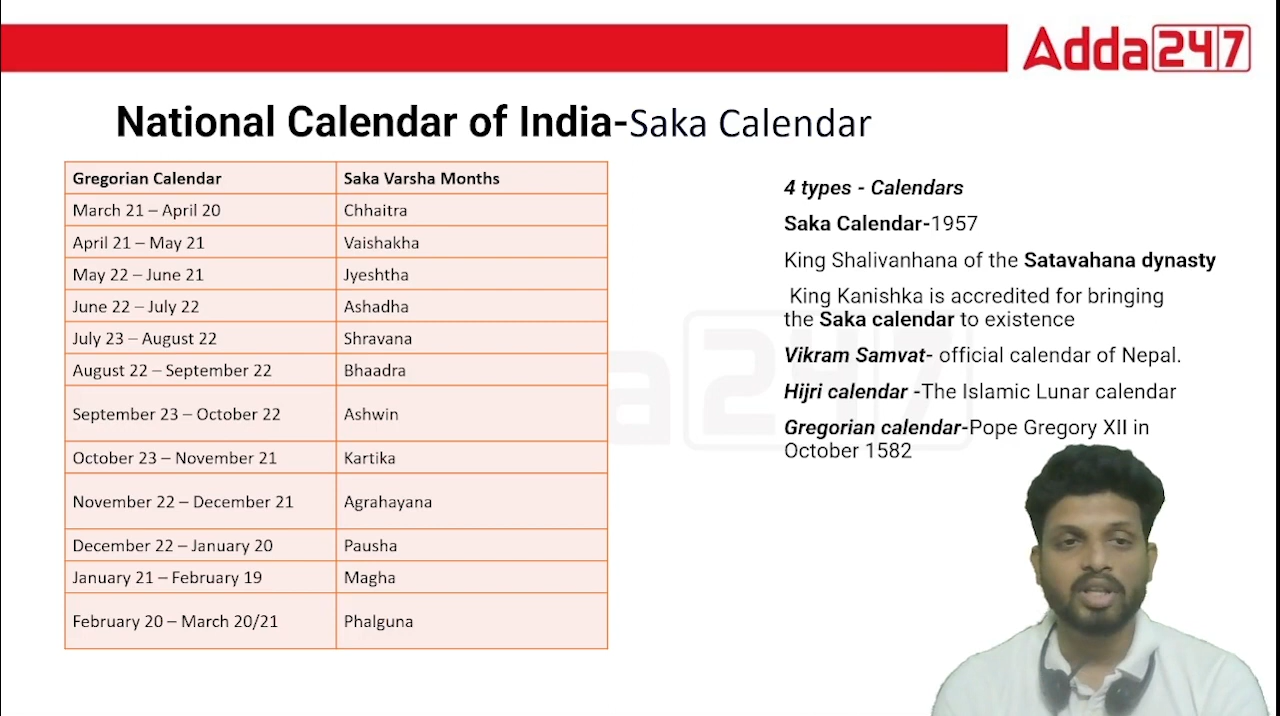 Adda247
National Calendar of India-Saka Calendar
Gregorian Calendar Saka Varsha Months
March 21 – April 20 Chhaitra
April 21 – May 21 Vaishakha
May 22 – June 21 Jyeshtha
June 22 – July 22 Ashadha
July 23 – August 22 Shravana
August 22 – September 22 Bhaadra
September 23 – October 22 Ashwin
October 23 – November 21 Kartika
November 22 – December 21 Agrahayana
December 22 – January 20 Pausha
January 21 – February 19 Magha
February 20 – March 20/21 Phalguna
4 types - Calendars
Saka Calendar-1957
King Shalivanhana of the Satavahana dynasty
King Kanishka is accredited for bringing
the Saka calendar to existence
Vikram Samvat- official calendar of Nepal.
Hijri calendar -The Islamic Lunar calendar
Gregorian calendar-Pope Gregory XII in
October 1582
a 247